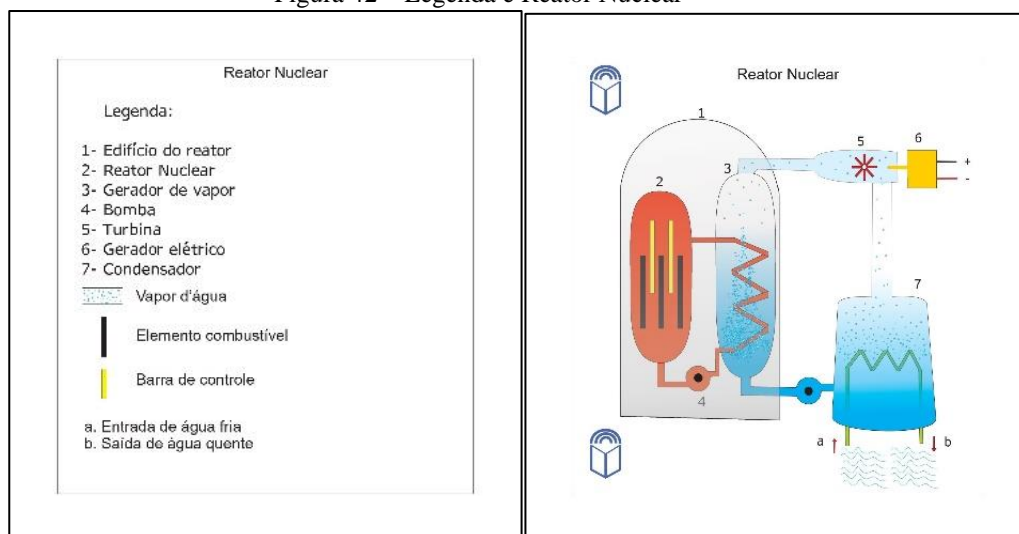 Figura 42 – Legenda e Reator Nuclear
Reator Nuclear
Legenda:
1- Edifício do reator
2- Reator Nuclear
3- Gerador de vapor
4- Bomba
5- Turbina
6- Gerador elétrico
7- Condensador
Vapor d'água
Elemento combustível
Barra de controle
a. Entrada de água fria
b. Saída de água quente
Reator Nuclear
1
2
3
4
5
6
+
-
7
a
b